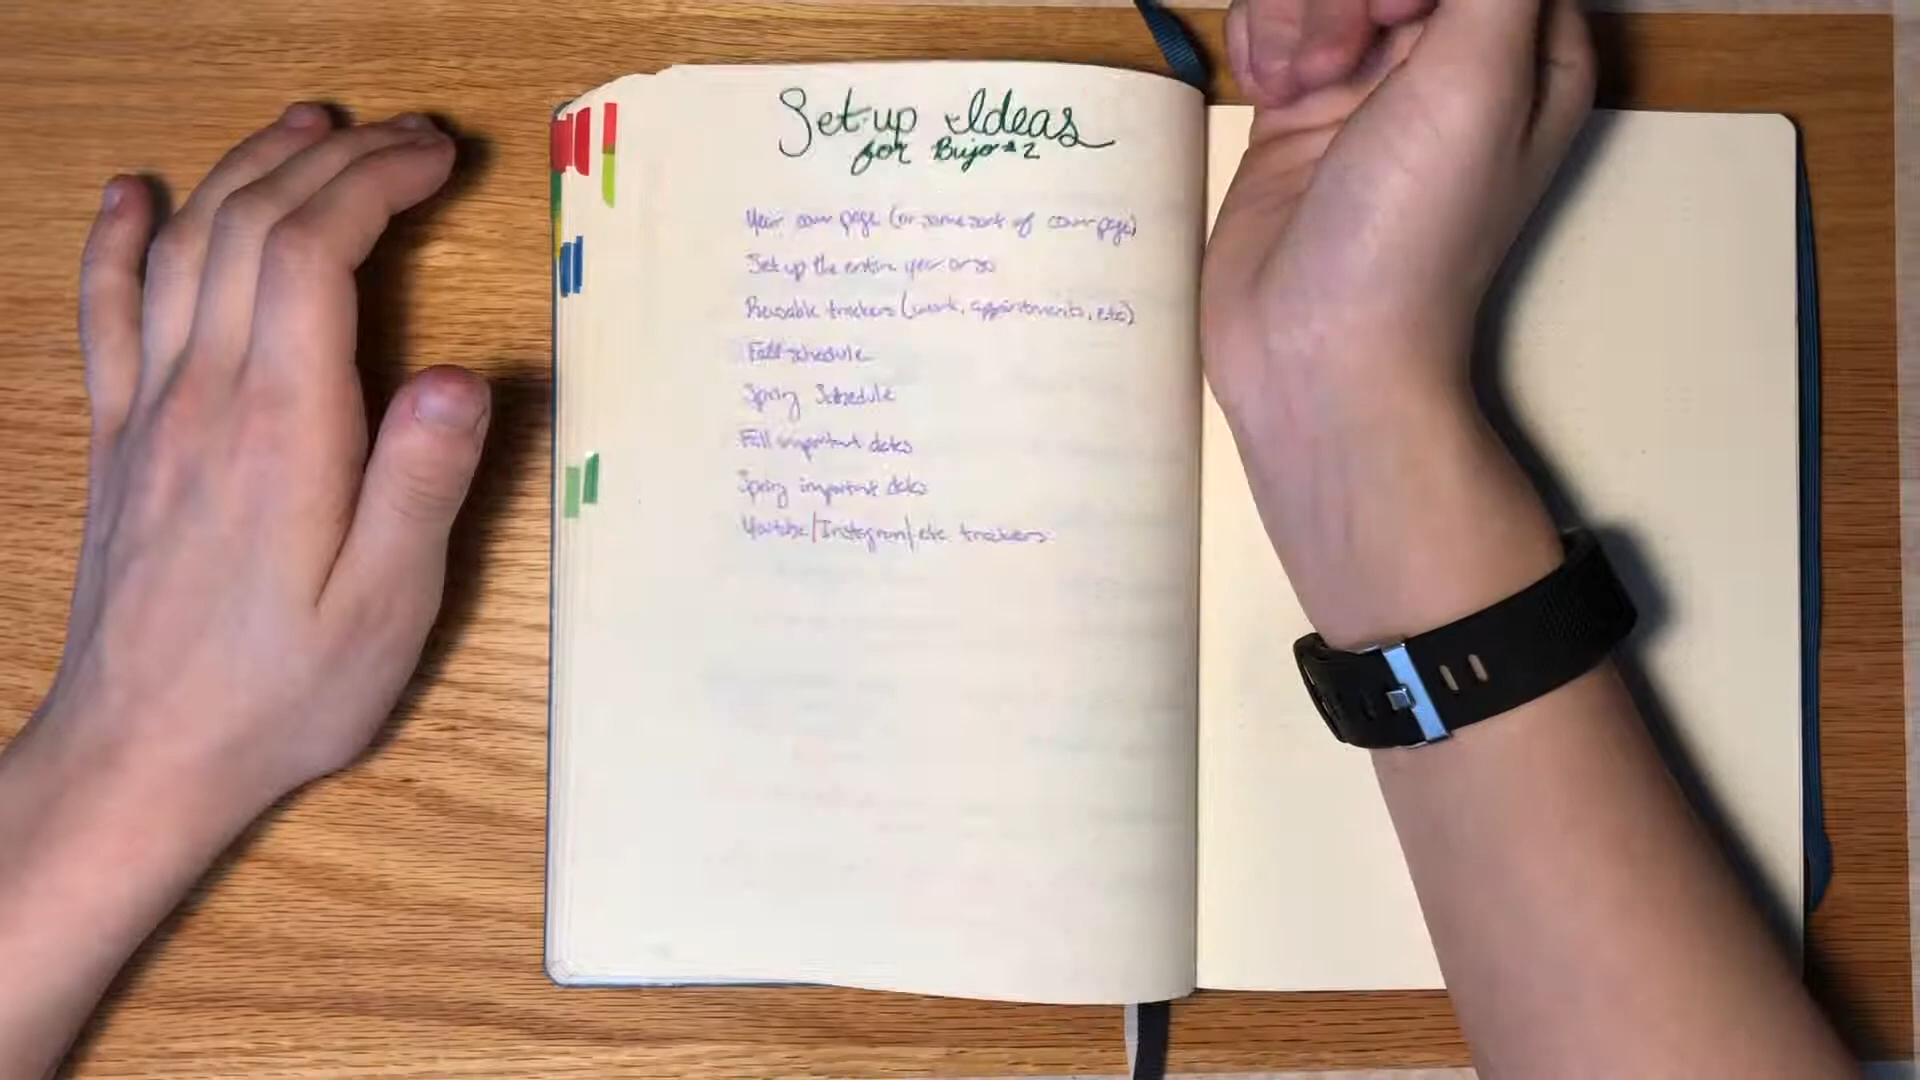 Set-up Ideas
for Bujo #2
Year cover page (or some sort of cover page)
Set up the entire year or so
Reusable trackers (work, appointments, etc)
Fall schedule
Spring Schedule
Fall important dates
Spring important dates
Youtube/Instagram/etc trackers